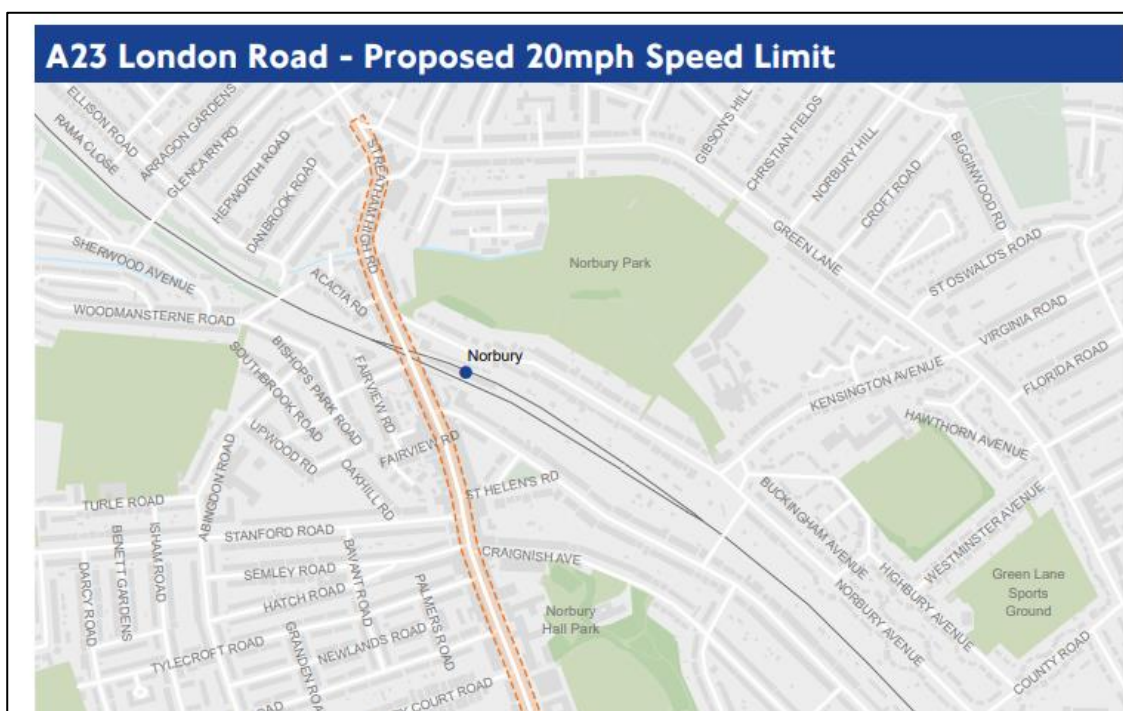 A23 London Road - Proposed 20mph Speed Limit
ELLISON ROAD
RAMA CLOSE
ARRAGON GARDENS
GLENCAIRN RD
HEPWORTH ROAD
DANBROOK ROAD
STREATHAM HIGH RD
GIBSON'S HILL
CHRISTIAN FIELDS
NORBURY HILL
CROFT ROAD
BIGGINWOOD RD
GREEN LANE
ST OSWALD'S ROAD
VIRGINIA ROAD
FLORIDA ROAD
SHERWOOD AVENUE
WOODMANSTERNE ROAD
ACACIA RD
Norbury Park
Norbury
KENSINGTON AVENUE
HAWTHORN AVENUE
SOUTHBROOK ROAD
BISHOPS PARK ROAD
FAIRVIEW RD
FAIRVIEW RD
UPWOOD RD
OAKHILL RD
ABINGDON ROAD
TURLE ROAD
ST HELEN'S RD
STANFORD ROAD
CRAIGNISH AVE
BUCKINGHAM AVENUE
WESTMINSTER AVENUE
HIGHBURY AVENUE
NORBURY AVENUE
Green Lane
Sports
Ground
COUNTY ROAD
BENETT GARDENS
ISHAM ROAD
DARCY ROAD
SEMLEY ROAD
HATCH ROAD
BAVANT ROAD
PALMERS ROAD
Norbury
Hall Park
TYLECROFT ROAD
GRANDEN ROA
NEWLANDS ROAD
COURT ROAD